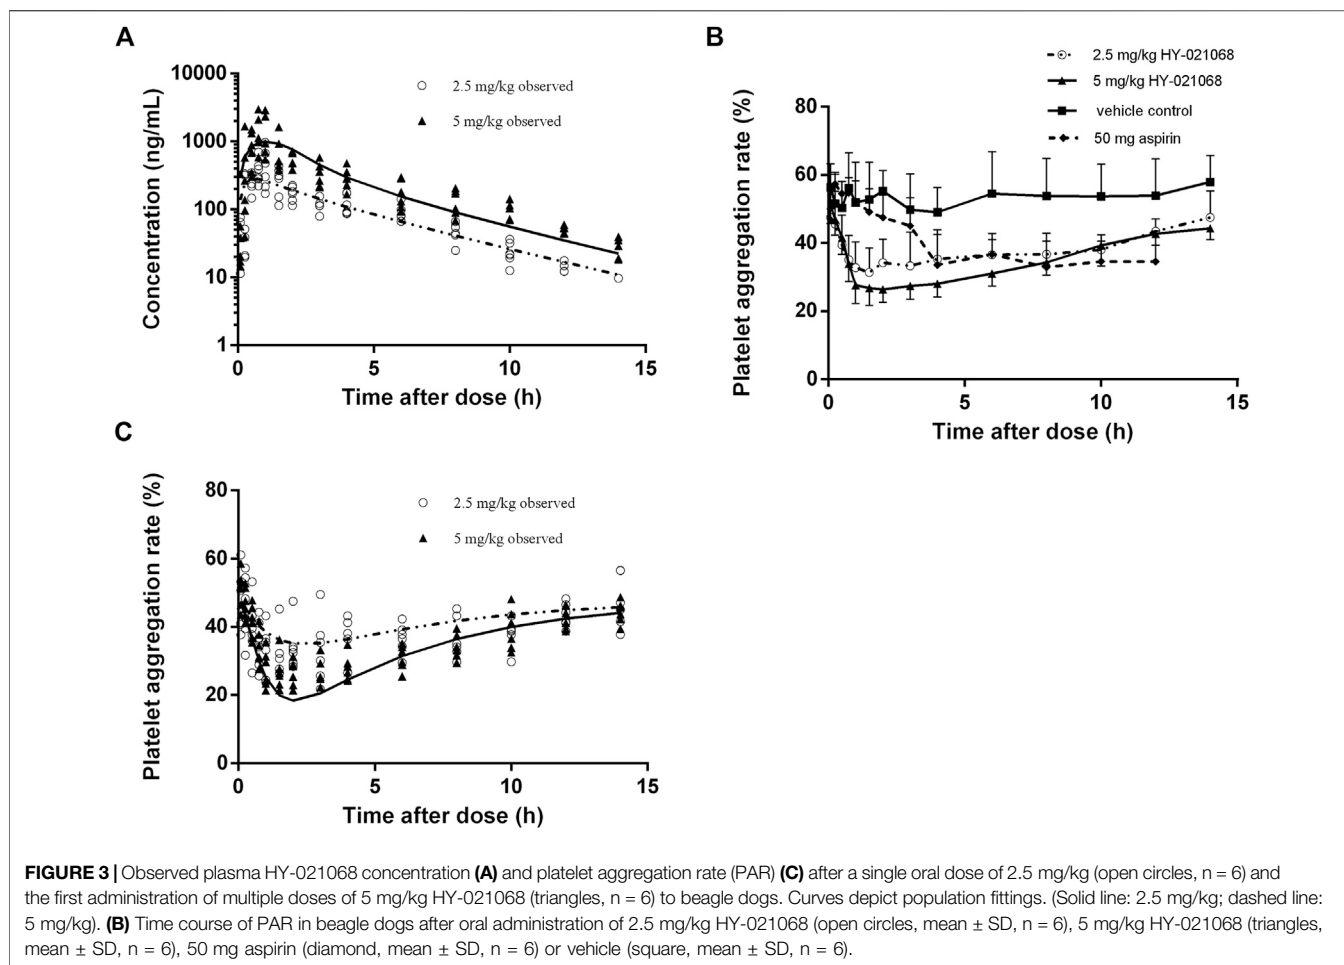 A
10000
1000
100
10
1
Concentration (ng/mL)
0 5 10 15
Time after dose (h)
2.5 mg/kg observed
5 mg/kg observed
B
2.5 mg/kg HY-021068
5 mg/kg HY-021068
vehicle control
50 mg aspirin
80
60
40
20
0
Platelet aggregation rate (%)
0 5 10 15
Time after dose (h)
C
80
60
40
20
0
Platelet aggregation rate (%)
0 5 10 15
Time after dose (h)
2.5 mg/kg observed
5 mg/kg observed
FIGURE 3 | Observed plasma HY-021068 concentration (A) and platelet aggregation rate (PAR) (C) after a single oral dose of 2.5 mg/kg (open circles, n = 6) and
the first administration of multiple doses of 5 mg/kg HY-021068 (triangles, n = 6) to beagle dogs. Curves depict population fittings. (Solid line: 2.5 mg/kg; dashed line:
5 mg/kg). (B) Time course of PAR in beagle dogs after oral administration of 2.5 mg/kg HY-021068 (open circles, mean ± SD, n = 6), 5 mg/kg HY-021068 (triangles,
mean ± SD, n = 6), 50 mg aspirin (diamond, mean ± SD, n = 6) or vehicle (square, mean ± SD, n = 6).